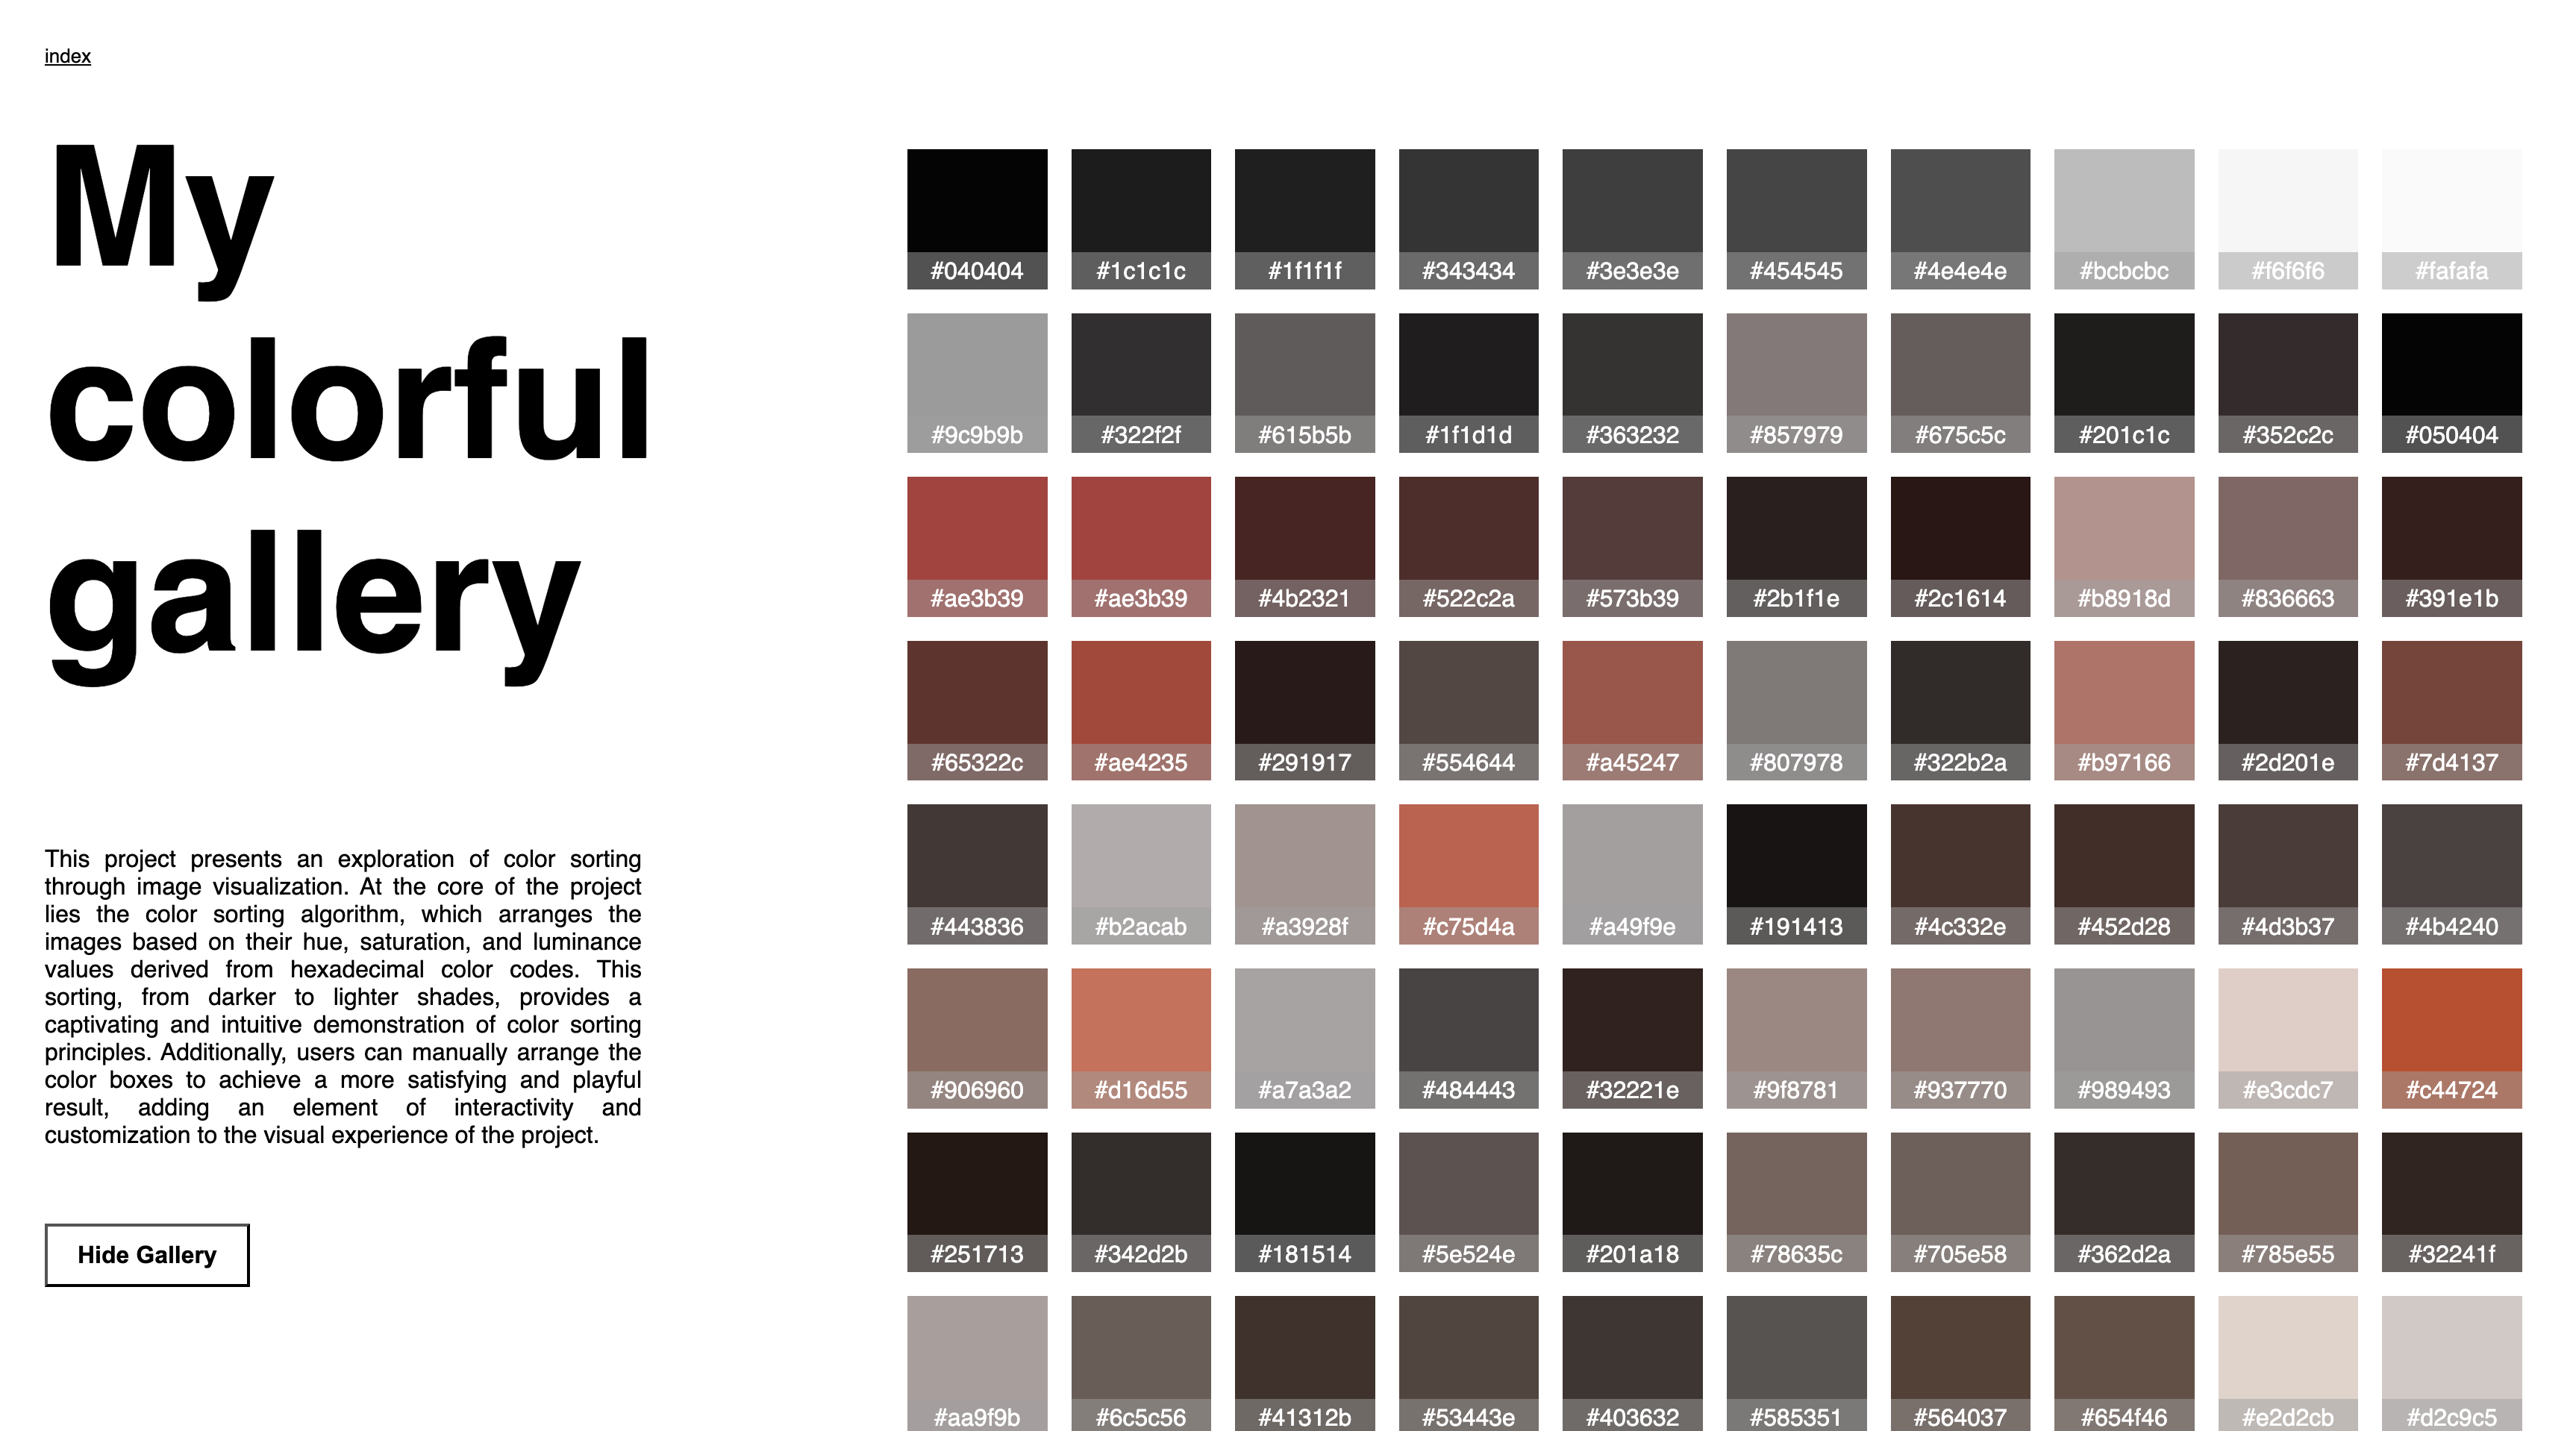 index
My
colorful
gallery
This project presents an exploration of color sorting
through image visualization. At the core of the project
lies the color sorting algorithm, which arranges the
images based on their hue, saturation, and luminance
values derived from hexadecimal color codes. This
sorting, from darker to lighter shades, provides a
captivating and intuitive demonstration of color sorting
principles. Additionally, users can manually arrange the
color boxes to achieve a more satisfying and playful
result, adding an element of interactivity and
customization to the visual experience of the project.
Hide Gallery
#040404 #1c1c1c #1f1f1f #343434 #3e3e3e #454545 #4e4e4e #bcbcbc #f6f6f6 #fafafa
#9c9b9b #322f2f #615b5b #1f1d1d #363232 #857979 #675c5c #201c1c #352c2c #050404
#ae3b39 #ae3b39 #4b2321 #522c2a #573b39 #2b1f1e #2c1614 #b8918d #836663 #391e1b
#65322c #ae4235 #291917 #554644 #a45247 #807978 #322b2a #b97166 #2d201e #7d4137
#443836 #b2acab #a3928f #c75d4a #a49f9e #191413 #4c332e #452d28 #4d3b37 #4b4240
#906960 #d16d55 #a7a3a2 #484443 #32221e #9f8781 #937770 #989493 #e3cdc7 #c44724
#251713 #342d2b #181514 #5e524e #201a18 #78635c #705e58 #362d2a #785e55 #32241f
#aa9f9b #6c5c56 #41312b #53443e #403632 #585351 #564037 #654f46 #e2d2cb #d2c9c5